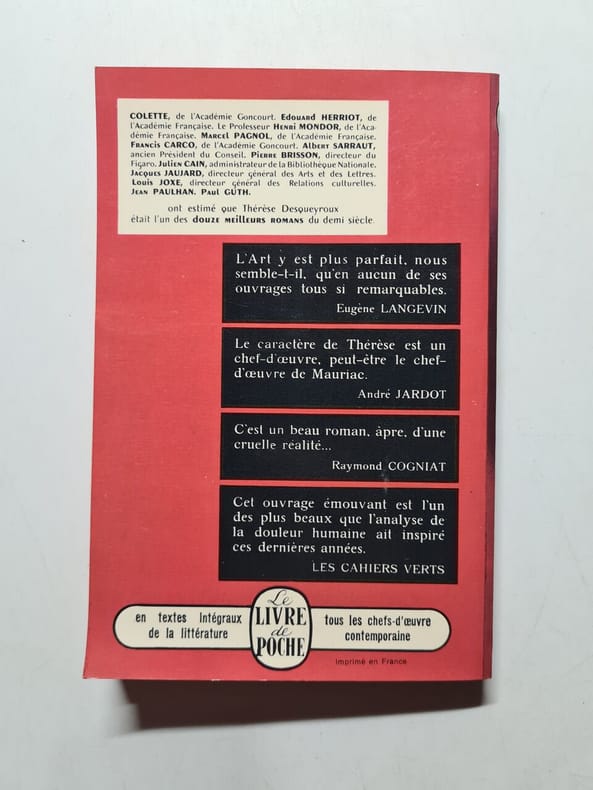 COLETTE, de l'Académie Goncourt. Edouard HERRIOT, de
l'Académie Française. Le Professeur Henri MONDOR, de l'Aca-
démie Française. Marcel PAGNOL, de l'Académie Française.
Francis CARCO, de l'Académie Goncourt. Albert SARRAUT,
ancien Président du Conseil. Pierre BRISSON, directeur du
Figaro. Julien CAIN, administrateur de la Bibliothèque Nationale.
Jacques JAUJARD, directeur général des Arts et des Lettres.
Louis JOXE, directeur général des Relations culturelles.
Jean PAULHAN. Paul GUTH.
ont estimé que Thérèse Desqueyroux
était l'un des DOUZE MEILLEURS ROMANS du demi siècle.
L'Art y est plus parfait, nous
semble-t-il, qu'en aucun de ses
ouvrages tous si remarquables.
Eugène LANGEVIN
Le caractère de Thérèse est un
chef-d'œuvre, peut-être le chef-
d'œuvre de Mauriac.
André JARDOT
C'est un beau roman, âpre, d'une
cruelle réalité...
Raymond COGNIAT
Cet ouvrage émouvant est l'un
des plus beaux que l'analyse de
la douleur humaine ait inspiré
ces dernières années.
LES CAHIERS VERTS
en textes intégraux
de la littérature
Le
LIVRE
de
POCHE
tous les chefs-d'œuvre
contemporaine
Imprimé en France